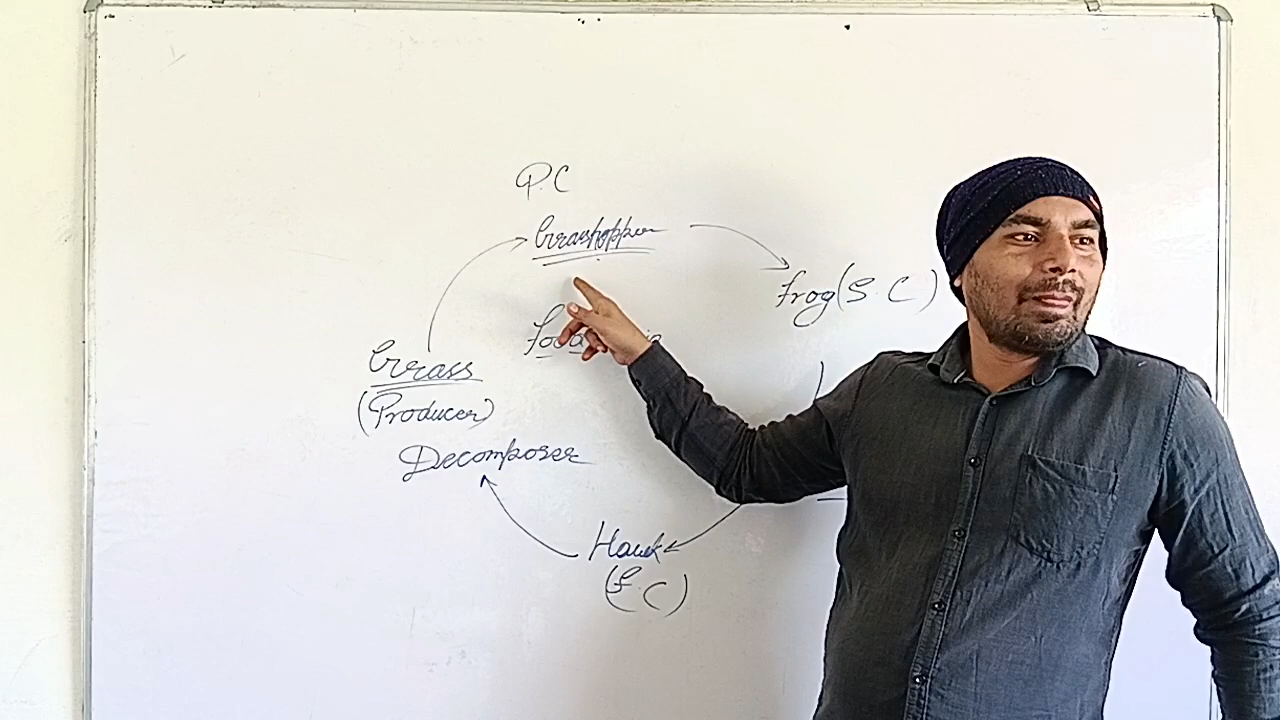 P.C
Grasshopper
Frog (S.C)
Grass
(Producer)
Decomposer
Hawk
(F.C)